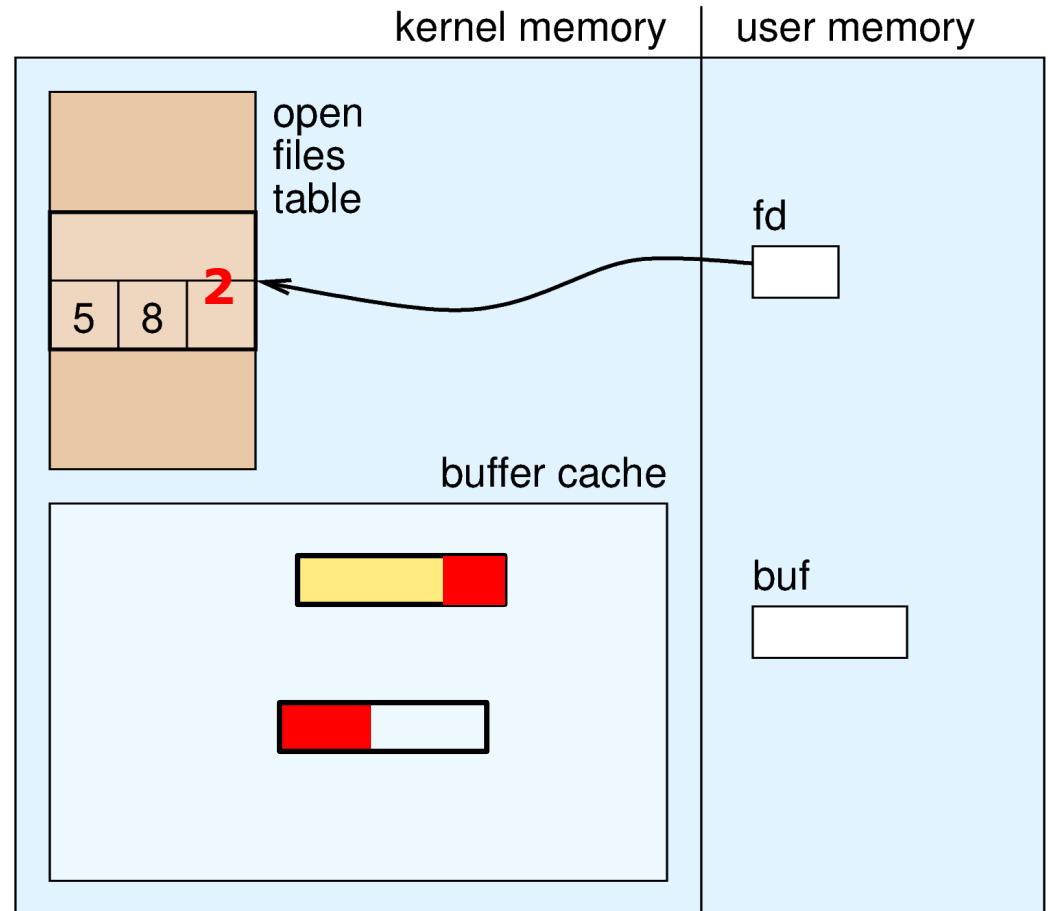 kernel memory
user memory
open
files
table
fd
2
5
8
buffer cache
buf